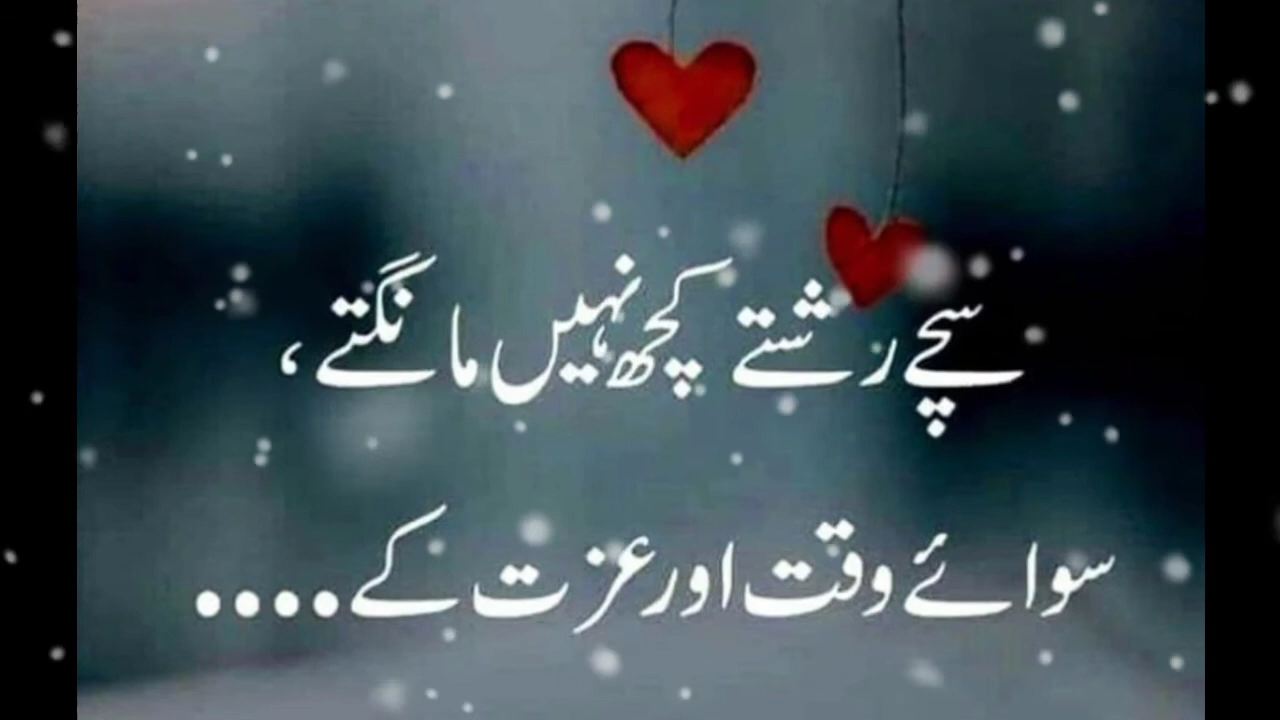 سچے رشتے کچھ نہیں مانگتے،
سوائے وقت اور عزت کے....